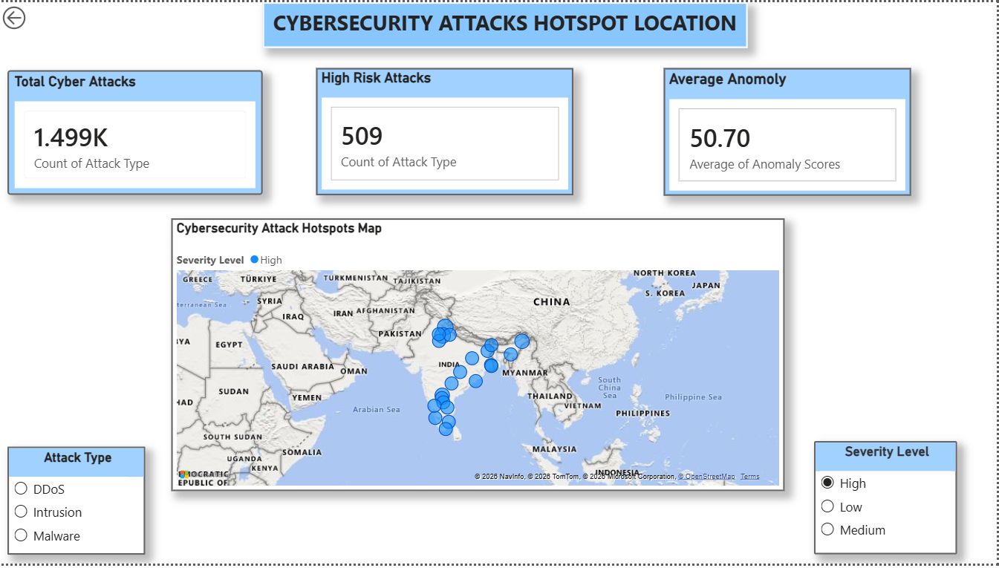 CYBERSECURITY ATTACKS HOTSPOT LOCATION
Total Cyber Attacks
1.499K
Count of Attack Type
High Risk Attacks
509
Count of Attack Type
Average Anomoly
50.70
Average of Anomaly Scores
Cybersecurity Attack Hotspots Map
Severity Level High
GREECE
TÜRKIYE
TURKMENISTAN
TAJIKISTAN
NORTH KOREA
JAPAN
S. KOREA
terranean Sea
SYRIA
IRAQ
IRAN
AFGHANISTAN
CHINA
PAKISTAN
YA
EGYPT
SAUDI ARABIA
OMAN
INDIA
MYANMAR
SUDAN
HAD
YEMEN
Arabian Sea
THAILAND
VIETNAM
South
China
Sea
Philippine Sea
PHILIPPINES
SOUTH SUDAN
SOMALIA
UGANDA
KENYA
MALAYSIA
INDONESIA
EPUBLIC OF
© 2026 NavInfo, © 2026 TomTom, © 2026 Microsoft Corporation, © OpenStreetMap Terms
Attack Type
DDoS
Intrusion
Malware
Severity Level
High
Low
Medium